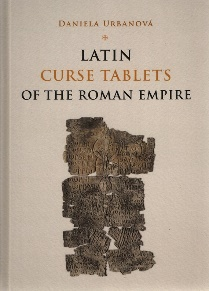 DANIELA URBANOVÁ
LATIN
CURSE TABLETS
OF THE ROMAN EMPIRE